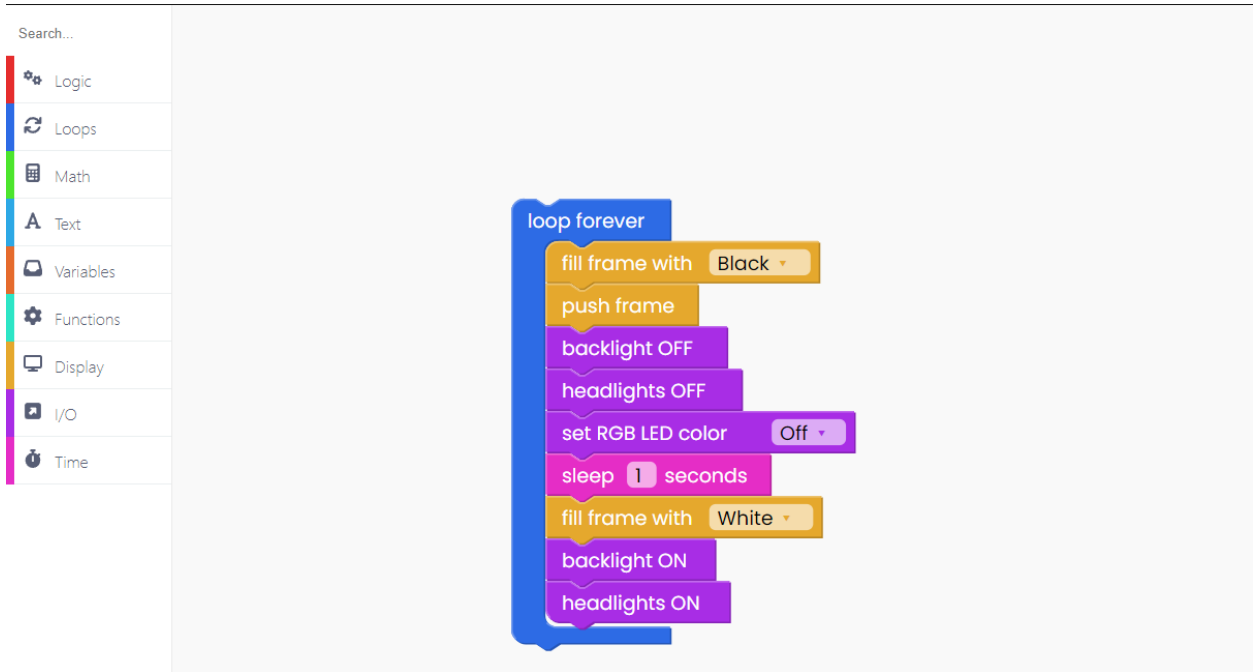 Search...
Logic
Loops
Math
Text
Variables
Functions
Display
I/O
Time
loop forever
fill frame with Black
push frame
backlight OFF
headlights OFF
set RGB LED color Off
sleep 1 seconds
fill frame with White
backlight ON
headlights ON